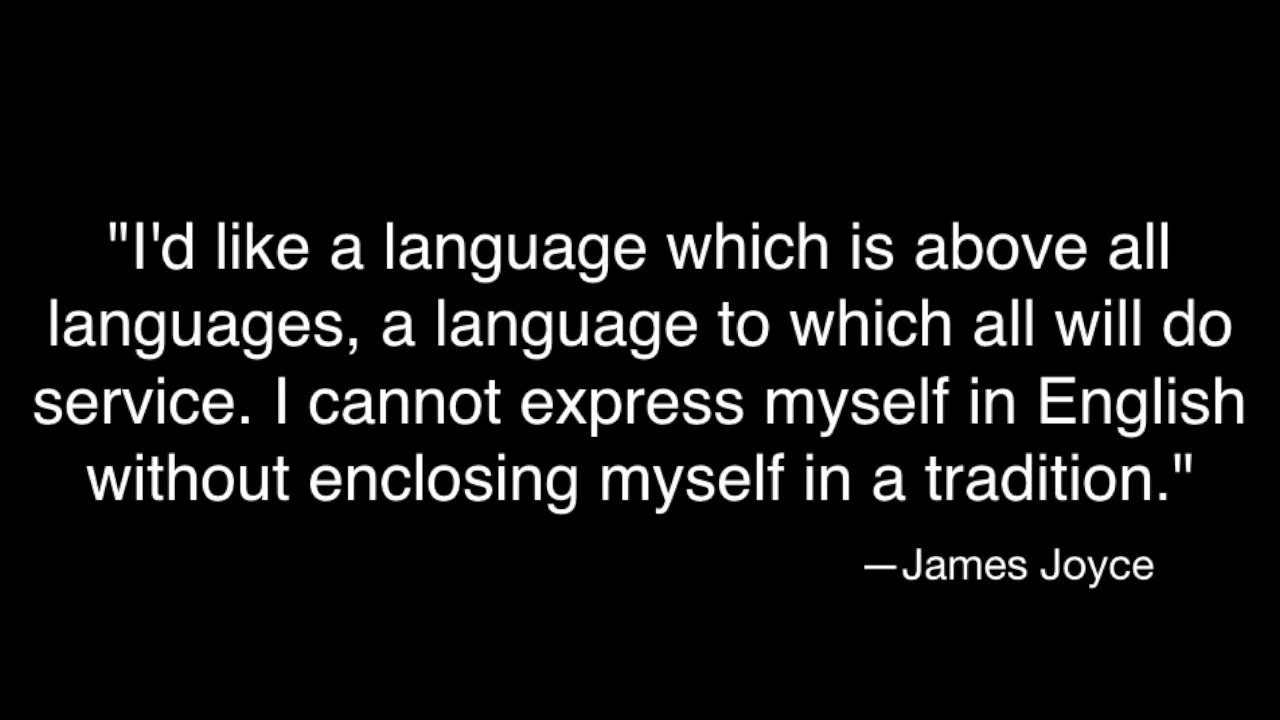 "I'd like a language which is above all
languages, a language to which all will do
service. I cannot express myself in English
without enclosing myself in a tradition."
—James Joyce